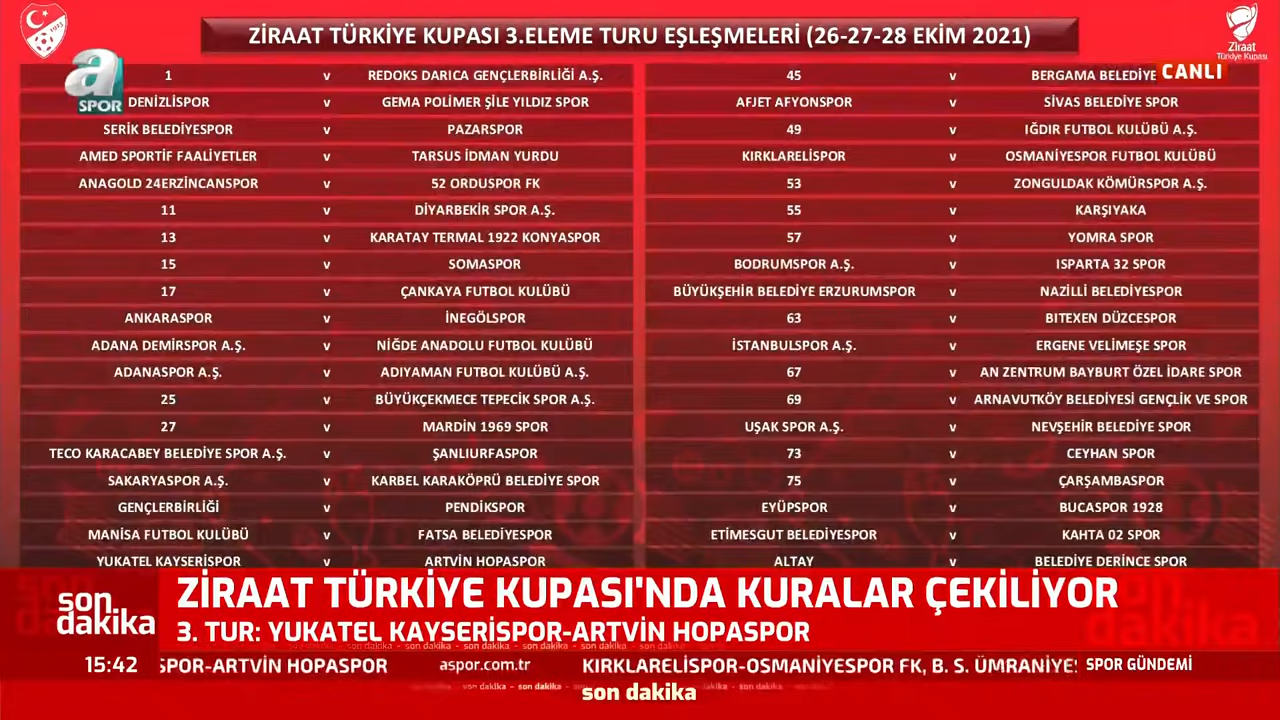 ZİRAAT TÜRKİYE KUPASI 3.ELEME TURU EŞLEŞMELERİ (26-27-28 EKİM 2021)
1923
Ziraat
Türkiye Kupası
a
SPOR
CANLI
1 v REDOKS DARICA GENÇLERBİRLİĞİ A.Ş.
DENİZLİSPOR v GEMA POLİMER ŞİLE YILDIZ SPOR
SERİK BELEDİYESPOR v PAZARSPOR
AMED SPORTİF FAALİYETLER v TARSUS İDMAN YURDU
ANAGOLD 24ERZİNCANSPOR v 52 ORDUSPOR FK
11 v DİYARBEKİR SPOR A.Ş.
13 v KARATAY TERMAL 1922 KONYASPOR
15 v SOMASPOR
17 v ÇANKAYA FUTBOL KULÜBÜ
ANKARASPOR v İNEGÖLSPOR
ADANA DEMİRSPOR A.Ş. v NİĞDE ANADOLU FUTBOL KULÜBÜ
ADANASPOR A.Ş. v ADIYAMAN FUTBOL KULÜBÜ A.Ş.
25 v BÜYÜKÇEKMECE TEPECİK SPOR A.Ş.
27 v MARDİN 1969 SPOR
TECO KARACABEY BELEDİYE SPOR A.Ş. v ŞANLIURFASPOR
SAKARYASPOR A.Ş. v KARBEL KARAKÖPRÜ BELEDİYE SPOR
GENÇLERBİRLİĞİ v PENDİKSPOR
MANİSA FUTBOL KULÜBÜ v FATSA BELEDİYESPOR
YUKATEL KAYSERİSPOR v ARTVİN HOPASPOR
45 v BERGAMA BELEDİYE
AFJET AFYONSPOR v SİVAS BELEDİYE SPOR
49 v IĞDIR FUTBOL KULÜBÜ A.Ş.
KIRKLARELİSPOR v OSMANİYESPOR FUTBOL KULÜBÜ
53 v ZONGULDAK KÖMÜRSPOR A.Ş.
55 v KARŞIYAKA
57 v YOMRA SPOR
BODRUMSPOR A.Ş. v ISPARTA 32 SPOR
BÜYÜKŞEHİR BELEDİYE ERZURUMSPOR v NAZİLLİ BELEDİYESPOR
63 v BITEXEN DÜZCESPOR
İSTANBULSPOR A.Ş. v ERGENE VELİMEŞE SPOR
67 v AN ZENTRUM BAYBURT ÖZEL İDARE SPOR
69 v ARNAVUTKÖY BELEDİYESİ GENÇLİK VE SPOR
UŞAK SPOR A.Ş. v NEVŞEHİR BELEDİYE SPOR
73 v CEYHAN SPOR
75 v ÇARŞAMBASPOR
EYÜPSPOR v BUCASPOR 1928
ETİMESGUT BELEDİYESPOR v KAHTA 02 SPOR
ALTAY v BELEDİYE DERİNCE SPOR
son
dakika
ZİRAAT TÜRKİYE KUPASI'NDA KURALAR ÇEKİLİYOR
3. TUR: YUKATEL KAYSERİSPOR-ARTVİN HOPASPOR
15:42 SPOR-ARTVİN HOPASPOR aspor.com.tr KIRKLARELİSPOR-OSMANİYESPOR FK, B. S. ÜMRANİYE SPOR GÜNDEMİ
son dakika